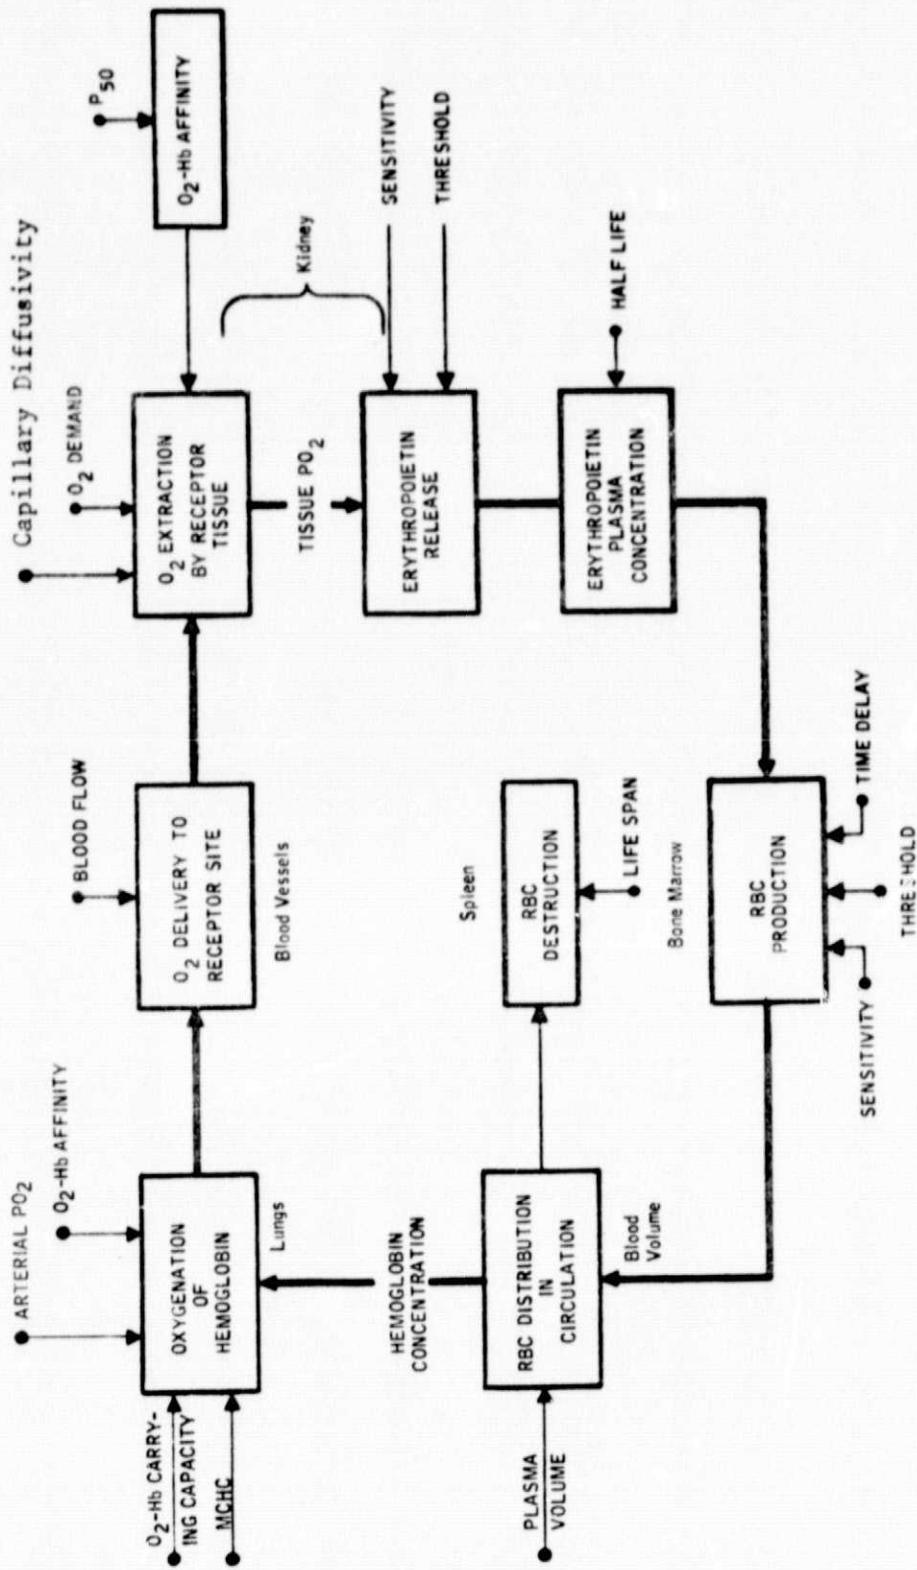 ARTERIAL PO2
O2-Hb AFFINITY
O2-Hb CARRY-
ING CAPACITY
MCHC
OXYGENATION
OF
HEMOGLOBIN
Lungs
BLOOD FLOW
O2 DELIVERY TO
RECEPTOR SITE
Blood Vessels
Capillary Diffusivity
O2 DEMAND
O2 EXTRACTION
BY RECEPTOR
TISSUE
P50
O2-Hb AFFINITY
Kidney
TISSUE PO2
SENSITIVITY
THRESHOLD
ERYTHROPOIETIN
RELEASE
HALF LIFE
ERYTHROPOIETIN
PLASMA
CONCENTRATION
HEMOGLOBIN
CONCENTRATION
PLASMA
VOLUME
RBC DISTRIBUTION
IN
CIRCULATION
Blood
Volume
Spleen
RBC
DESTRUCTION
LIFE SPAN
Bone Marrow
RBC
PRODUCTION
SENSITIVITY
THRESHOLD
TIME DELAY